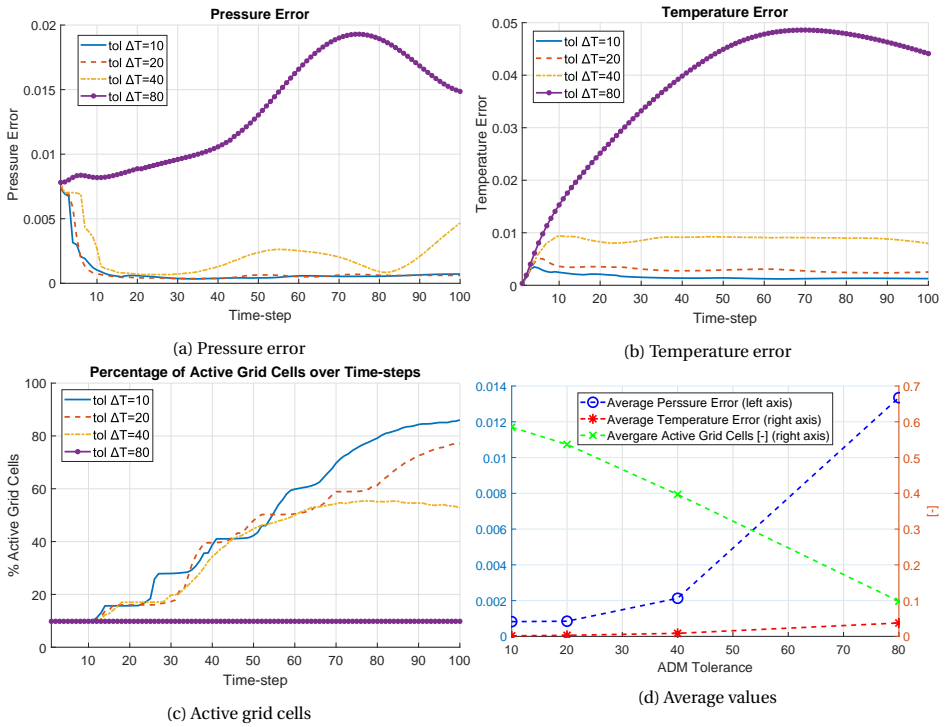 Pressure Error
0.02
0.015
0.01
0.005
0
Pressure Error
tol ΔT=10
tol ΔT=20
tol ΔT=40
tol ΔT=80
10 20 30 40 50 60 70 80 90 100
Time-step
(a) Pressure error
Temperature Error
0.05
0.04
0.03
0.02
0.01
0
Temperature Error
tol ΔT=10
tol ΔT=20
tol ΔT=40
tol ΔT=80
10 20 30 40 50 60 70 80 90 100
Time-step
(b) Temperature error
Percentage of Active Grid Cells over Time-steps
100
80
60
40
20
0
% Active Grid Cells
tol ΔT=10
tol ΔT=20
tol ΔT=40
tol ΔT=80
10 20 30 40 50 60 70 80 90 100
Time-step
(c) Active grid cells
0.014
0.012
0.01
0.008
0.006
0.004
0.002
0
Average Perssure Error (left axis)
Average Temperature Error (right axis)
Avergare Active Grid Cells [-] (right axis)
0.7
0.6
0.5
0.4
0.3
0.2
0.1
0
[-]
10 20 30 40 50 60 70 80
ADM Tolerance
(d) Average values